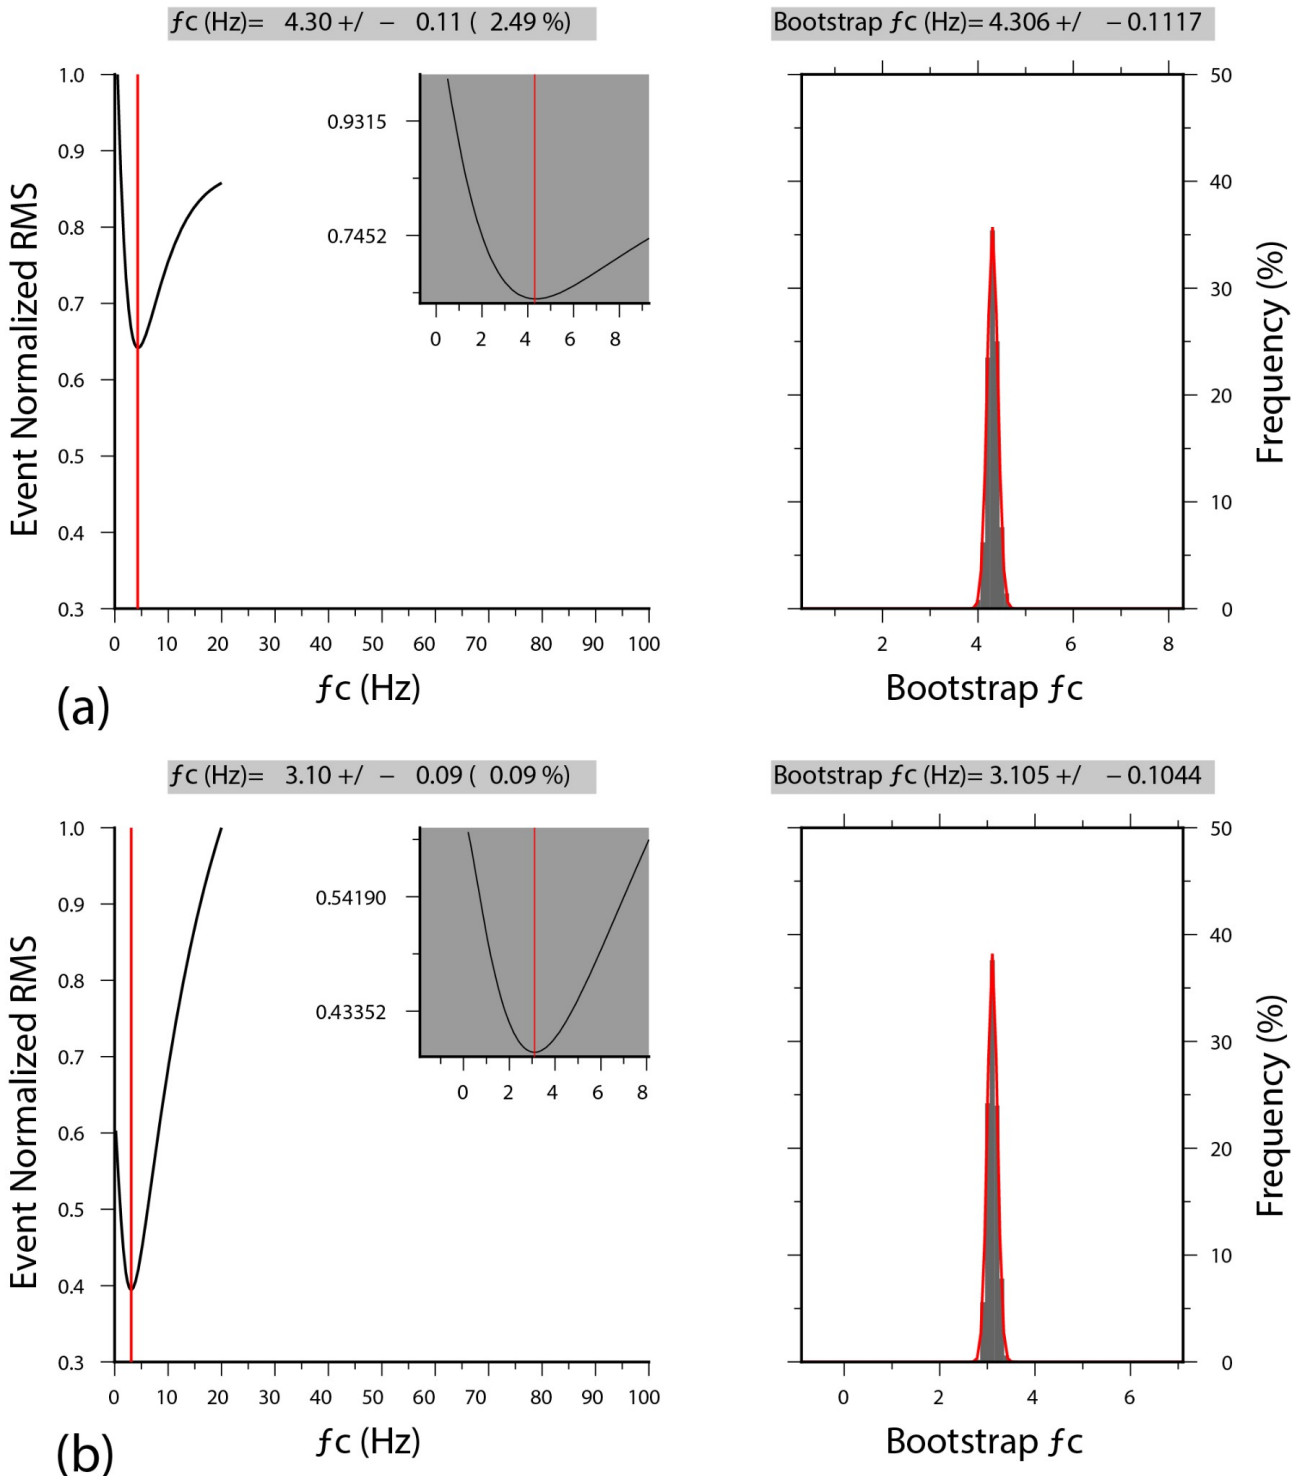 ƒc (Hz)= 4.30 +/ − 0.11 ( 2.49 %)
Bootstrap ƒc (Hz)= 4.306 +/ − 0.1117
Event Normalized RMS
1.0
0.9
0.8
0.7
0.6
0.5
0.4
0.3
0 10 20 30 40 50 60 70 80 90 100
ƒc (Hz)
0.9315
0.7452
0 2 4 6 8
50
40
30
20
10
0
Frequency (%)
2 4 6 8
Bootstrap ƒc
(a)
ƒc (Hz)= 3.10 +/ − 0.09 ( 0.09 %)
Bootstrap ƒc (Hz)= 3.105 +/ − 0.1044
Event Normalized RMS
1.0
0.9
0.8
0.7
0.6
0.5
0.4
0.3
0 10 20 30 40 50 60 70 80 90 100
ƒc (Hz)
0.54190
0.43352
0 2 4 6 8
50
40
30
20
10
0
Frequency (%)
0 2 4 6
Bootstrap ƒc
(b)